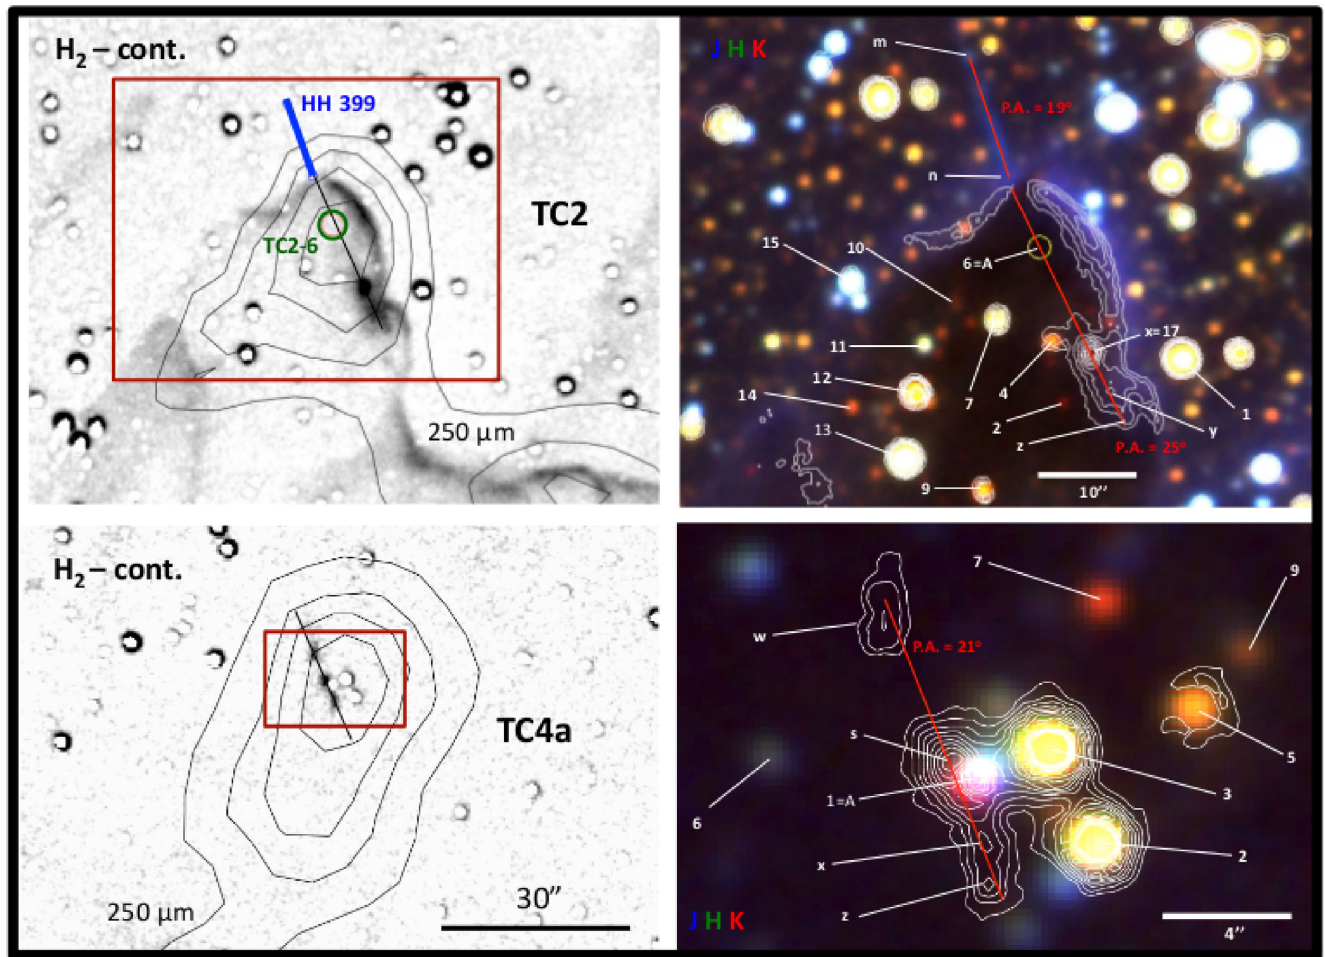 H₂ – cont.
HH 399
TC2-6
TC2
250 μm
J H K
m
P.A. = 19°
n
15
10
6=A
11
x=17
12
14
7
4
1
2
13
z
y
P.A. = 25°
9
10”
H₂ – cont.
TC4a
250 μm
30”
7
9
w
P.A. = 21°
s
5
1=A
3
6
x
2
z
J H K
4”